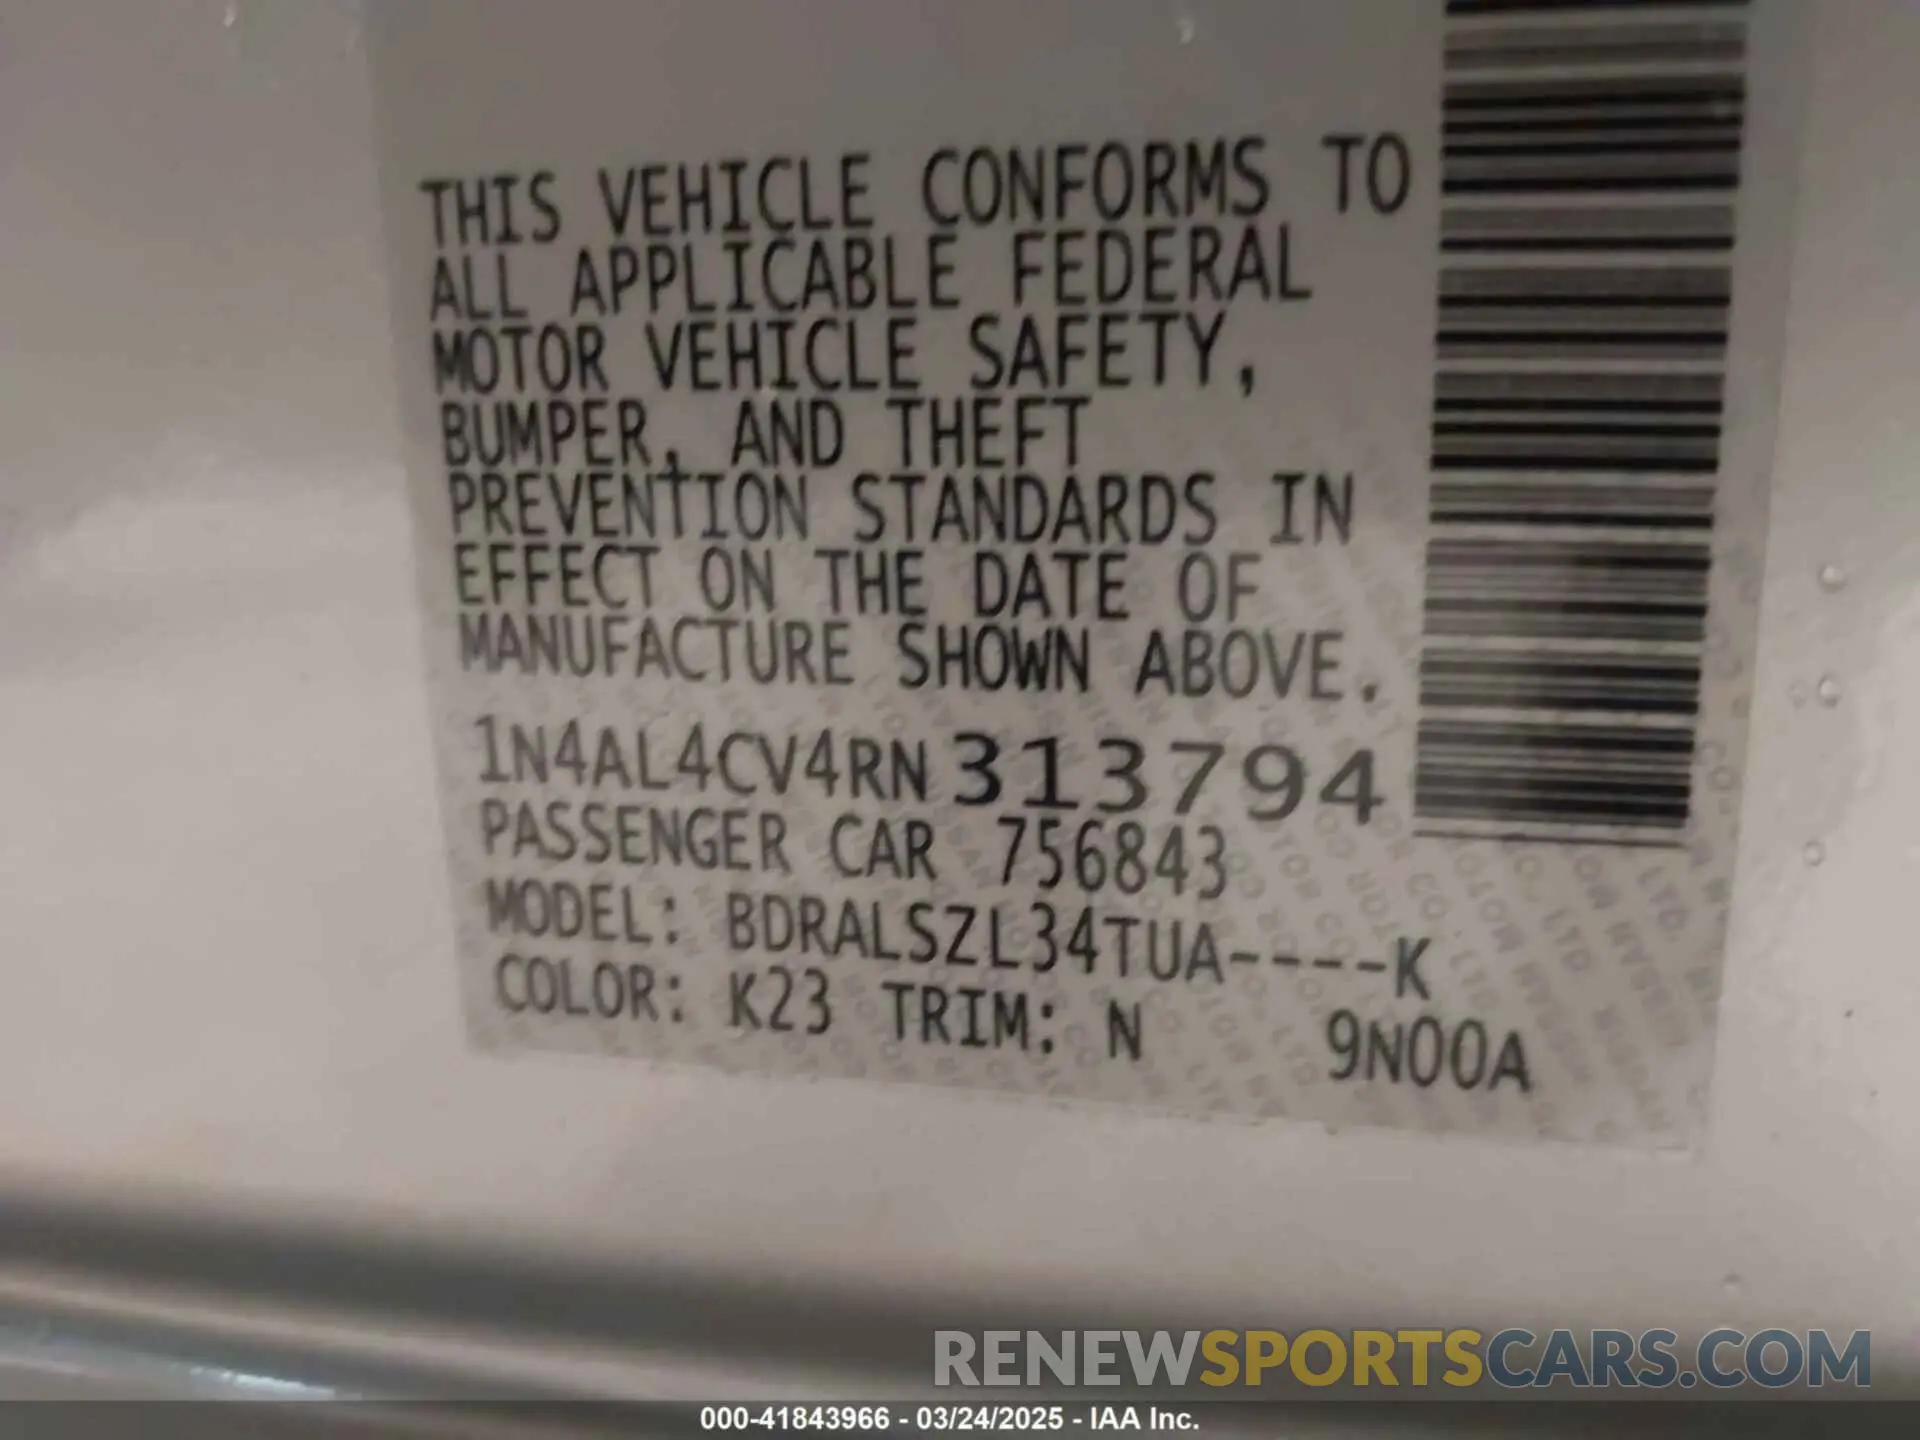 THIS VEHICLE CONFORMS TO
ALL APPLICABLE FEDERAL
MOTOR VEHICLE SAFETY,
BUMPER, AND THEFT
PREVENTION STANDARDS IN
EFFECT ON THE DATE OF
MANUFACTURE SHOWN ABOVE.
1N4AL4CV4RN313794
PASSENGER CAR 756843
MODEL: BDRALSZL34TUA----K
COLOR: K23 TRIM: N 9N00A
RENEWSPORTSCARS.COM
000-41843966 - 03/24/2025 - IAA Inc.